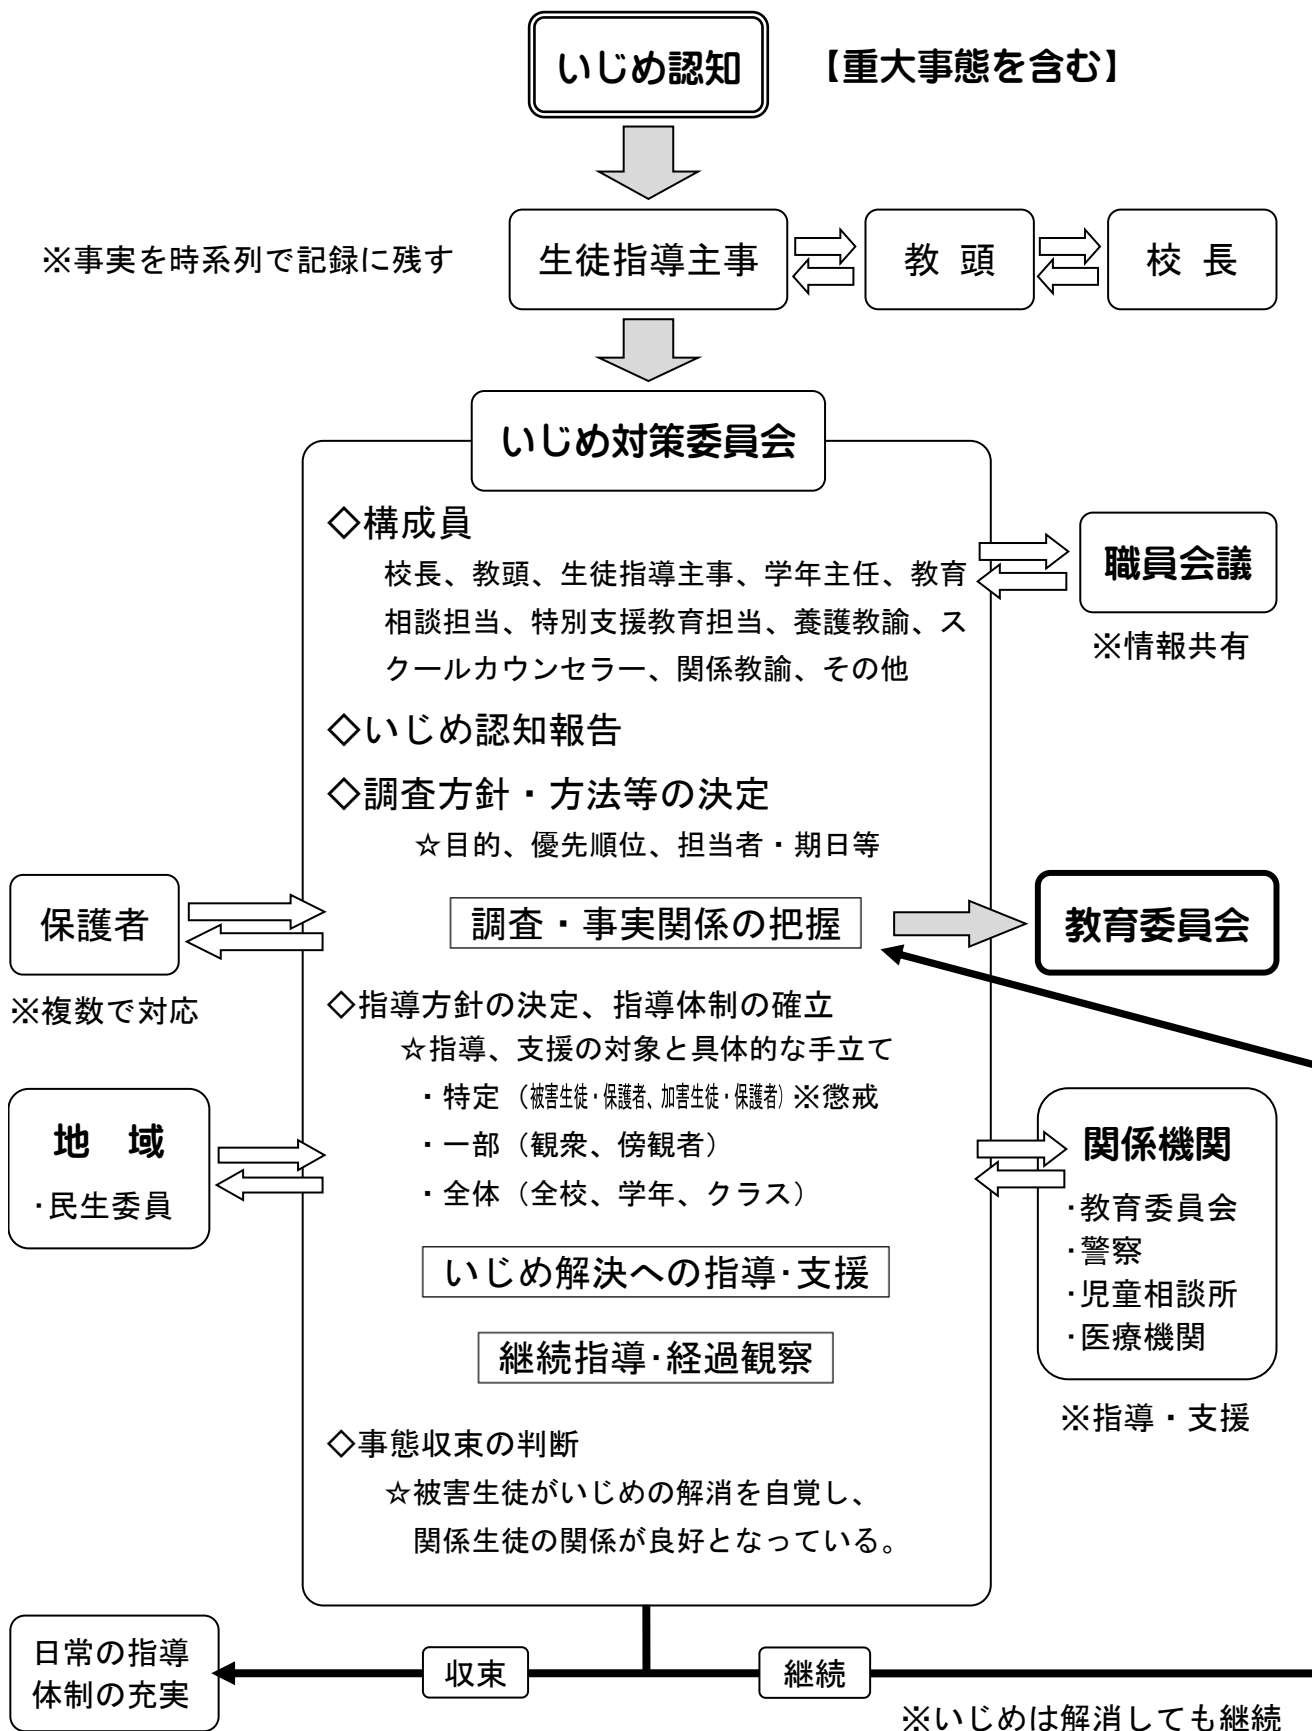 いじめ認知
【重大事態を含む】
※事実を時系列で記録に残す
生徒指導主事
教 頭
校 長
いじめ対策委員会
◇構成員
校長、教頭、生徒指導主事、学年主任、教育
相談担当、特別支援教育担当、養護教諭、ス
クールカウンセラー、関係教諭、その他
職員会議
※情報共有
◇いじめ認知報告
◇調査方針・方法等の決定
☆目的、優先順位、担当者・期日等
保護者
※複数で対応
調査・事実関係の把握
教育委員会
◇指導方針の決定、指導体制の確立
☆指導、支援の対象と具体的な手立て
・特定（被害生徒・保護者、加害生徒・保護者）※懲戒
・一部（観衆、傍観者）
・全体（全校、学年、クラス）
地 域
・民生委員
関係機関
・教育委員会
・警察
・児童相談所
・医療機関
※指導・支援
いじめ解決への指導・支援
継続指導・経過観察
◇事態収束の判断
☆被害生徒がいじめの解消を自覚し、
関係生徒の関係が良好となっている。
日常の指導
体制の充実
収束
継続
※いじめは解消しても継続